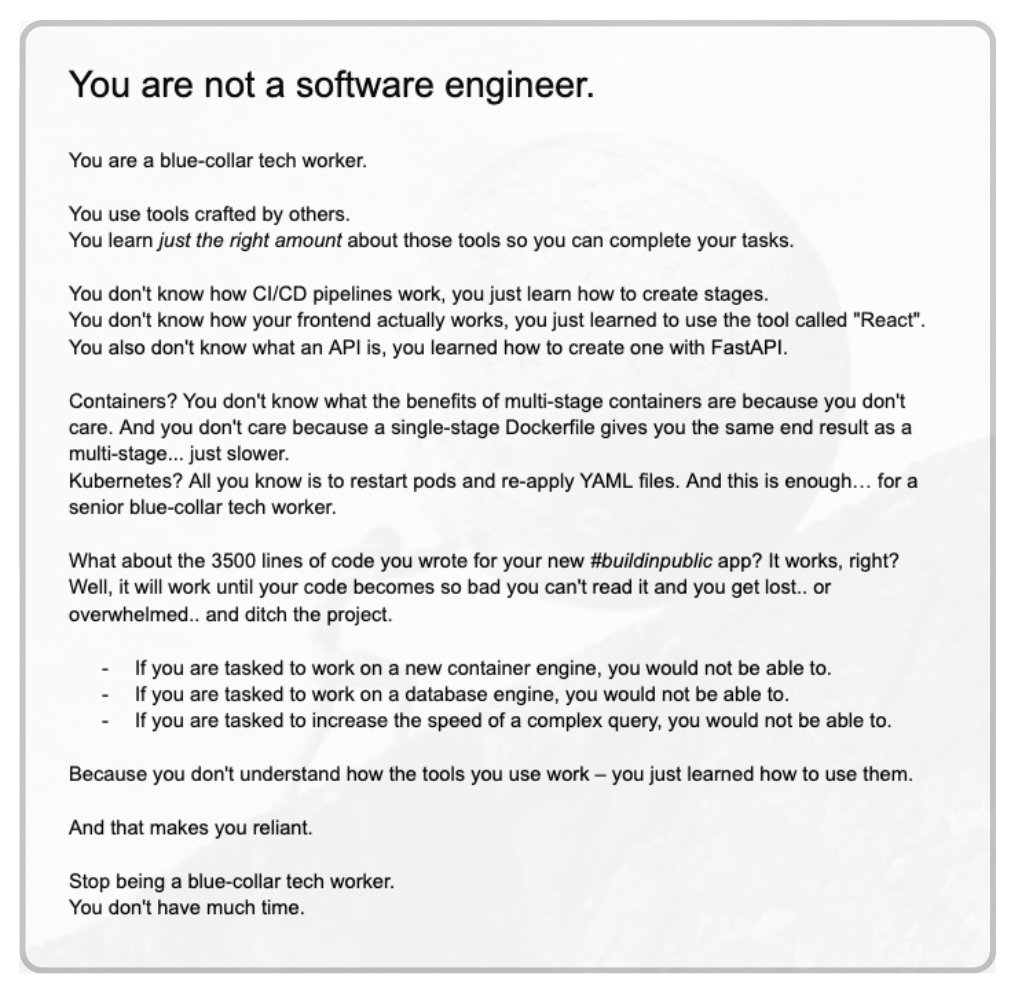 You are not a software engineer.
You are a blue-collar tech worker.
You use tools crafted by others.
You learn just the right amount about those tools so you can complete your tasks.
You don't know how CI/CD pipelines work, you just learn how to create stages.
You don't know how your frontend actually works, you just learned to use the tool called "React".
You also don't know what an API is, you learned how to create one with FastAPI.
Containers? You don't know what the benefits of multi-stage containers are because you don't
care. And you don't care because a single-stage Dockerfile gives you the same end result as a
multi-stage... just slower.
Kubernetes? All you know is to restart pods and re-apply YAML files. And this is enough… for a
senior blue-collar tech worker.
What about the 3500 lines of code you wrote for your new #buildinpublic app? It works, right?
Well, it will work until your code becomes so bad you can't read it and you get lost.. or
overwhelmed.. and ditch the project.
- If you are tasked to work on a new container engine, you would not be able to.
- If you are tasked to work on a database engine, you would not be able to.
- If you are tasked to increase the speed of a complex query, you would not be able to.
Because you don't understand how the tools you use work – you just learned how to use them.
And that makes you reliant.
Stop being a blue-collar tech worker.
You don't have much time.